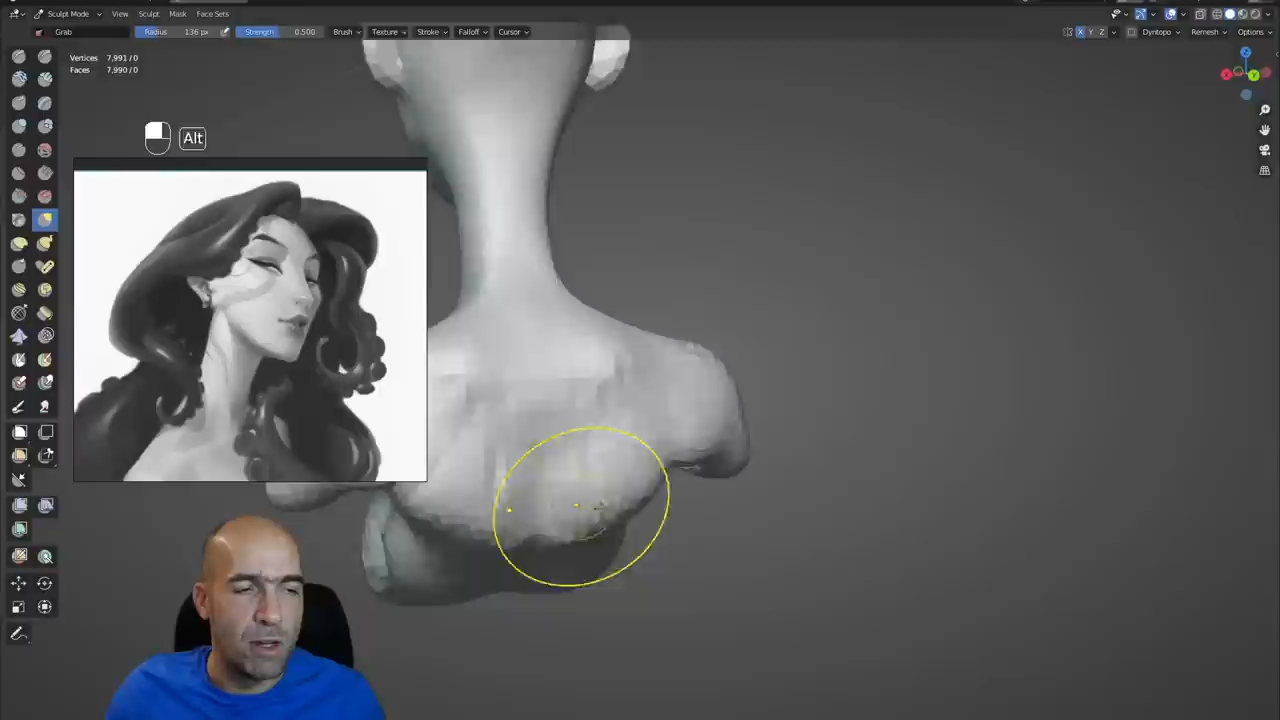 Sculpt Mode View Sculpt Mask Face Sets
Grab Radius 136 px Strength 0.500 Brush Texture Stroke Falloff Cursor X Y Z Dyntopo Remesh Options
Vertices 7,991 / 0
Faces 7,990 / 0
Z
X Y
Alt